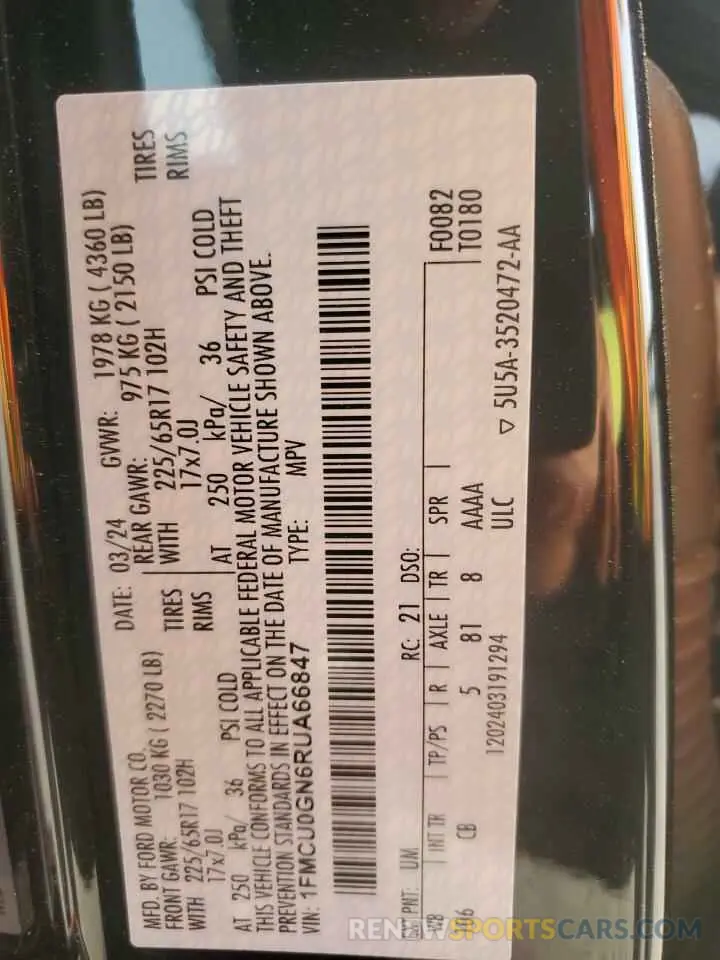 MFD. BY FORD MOTOR CO. DATE: 03/24 GVWR: 1978 KG ( 4360 LB)
FRONT GAWR: 1030 KG ( 2270 LB) REAR GAWR: 975 KG ( 2150 LB)
WITH 225/65R17 102H TIRES WITH 225/65R17 102H TIRES
17x7.0J RIMS 17x7.0J RIMS
AT 250 kPa/ 36 PSI COLD AT 250 kPa/ 36 PSI COLD
THIS VEHICLE CONFORMS TO ALL APPLICABLE FEDERAL MOTOR VEHICLE SAFETY AND THEFT
PREVENTION STANDARDS IN EFFECT ON THE DATE OF MANUFACTURE SHOWN ABOVE.
VIN: 1FMCU0GN6RUA66847 TYPE: MPV
PNT: UM RC: 21 DSO:
WB INT TR TP/PS R AXLE TR SPR F0082
106 CB 5 81 8 AAAA T0180
ULC
1202403191294 ▽ 5U5A-3520472-AA
RENEWSPORTSCARS.COM